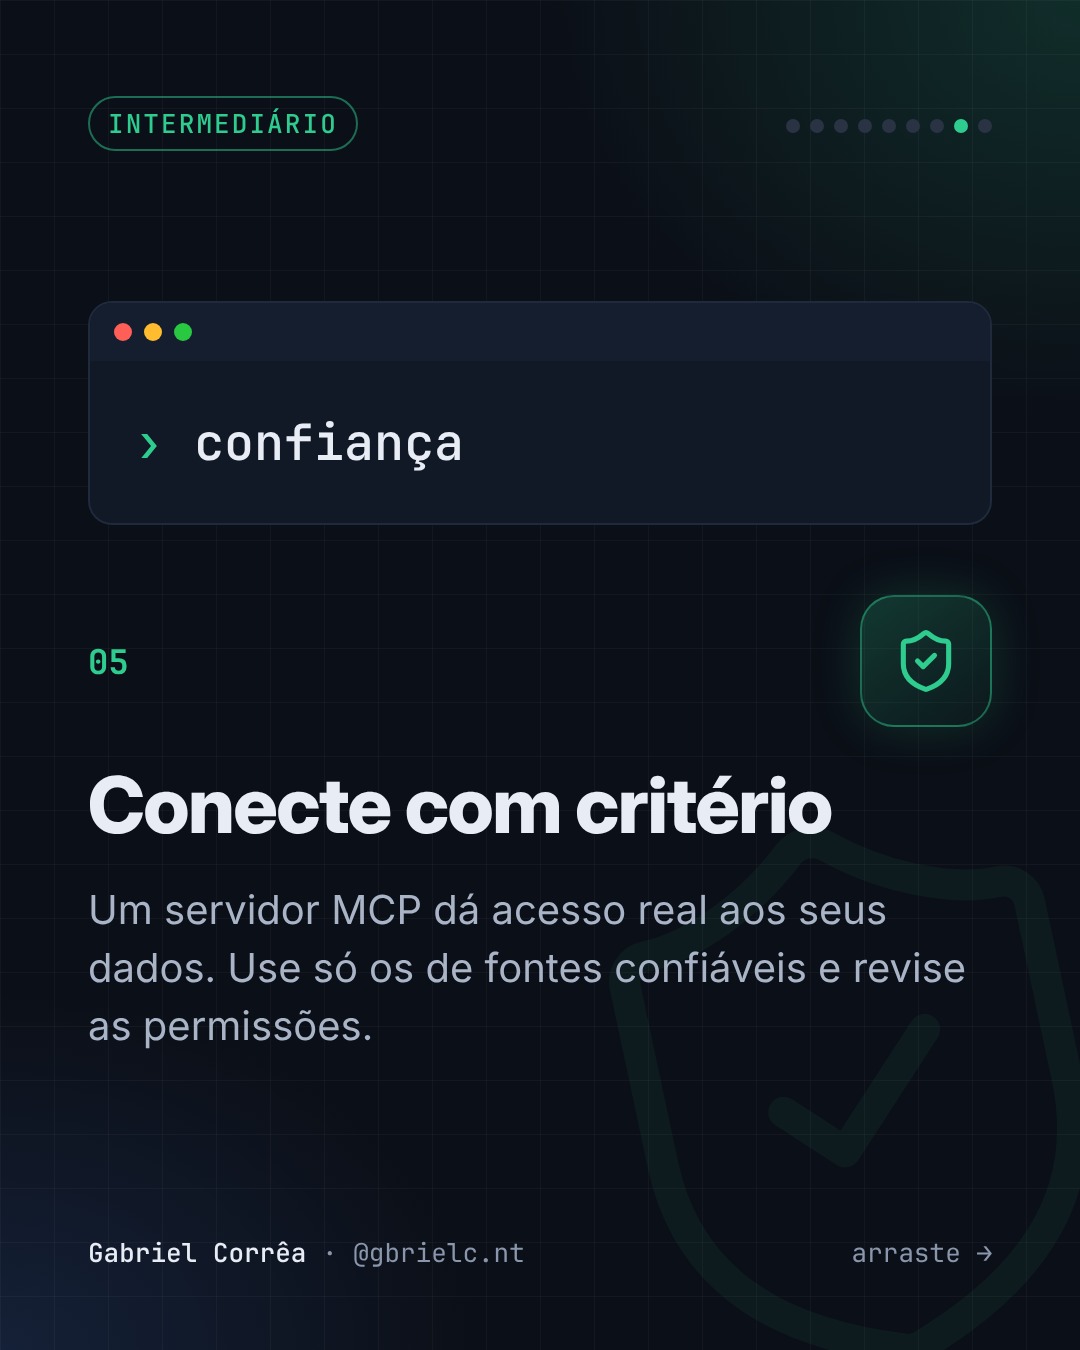 INTERMEDIÁRIO
› confiança
05
Conecte com critério
Um servidor MCP dá acesso real aos seus
dados. Use só os de fontes confiáveis e revise
as permissões.
Gabriel Corrêa · @gbrielc.nt
arraste →